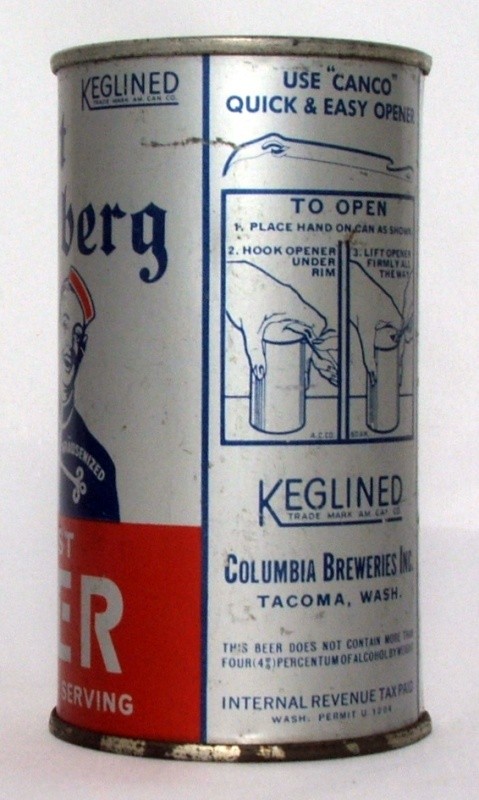 KEGLINED
TRADE MARK AM. CAN CO.
t
berg
ST
ER
SERVING
USE "CANCO"
QUICK & EASY OPENER
TO OPEN
1. PLACE HAND ON CAN AS SHOWN
2. HOOK OPENER
UNDER
RIM
3. LIFT OPENER
FIRMLY ALL
THE WAY
A.C.CO.
KEGLINED
TRADE MARK AM. CAN CO.
COLUMBIA BREWERIES INC.
TACOMA, WASH.
THIS BEER DOES NOT CONTAIN MORE THAN
FOUR (4%) PERCENTUM OF ALCOHOL BY WEIGHT
INTERNAL REVENUE TAX PAID
WASH. PERMIT U.